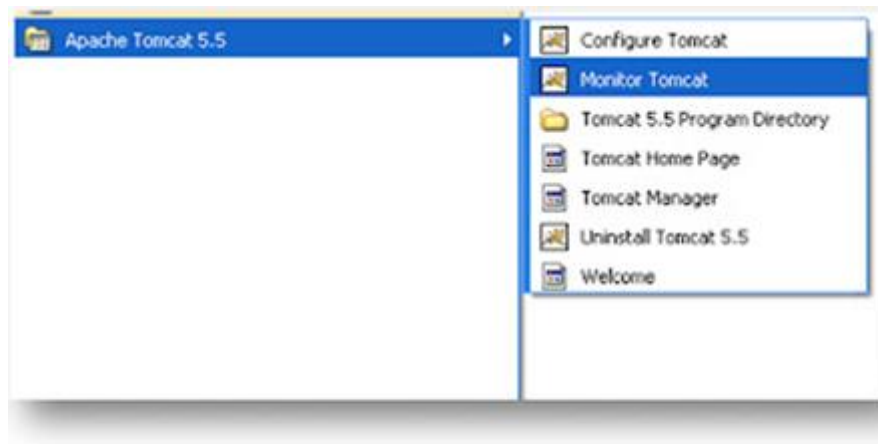 Apache Tomcat 5.5
Configure Tomcat
Monitor Tomcat
Tomcat 5.5 Program Directory
Tomcat Home Page
Tomcat Manager
Uninstall Tomcat 5.5
Welcome